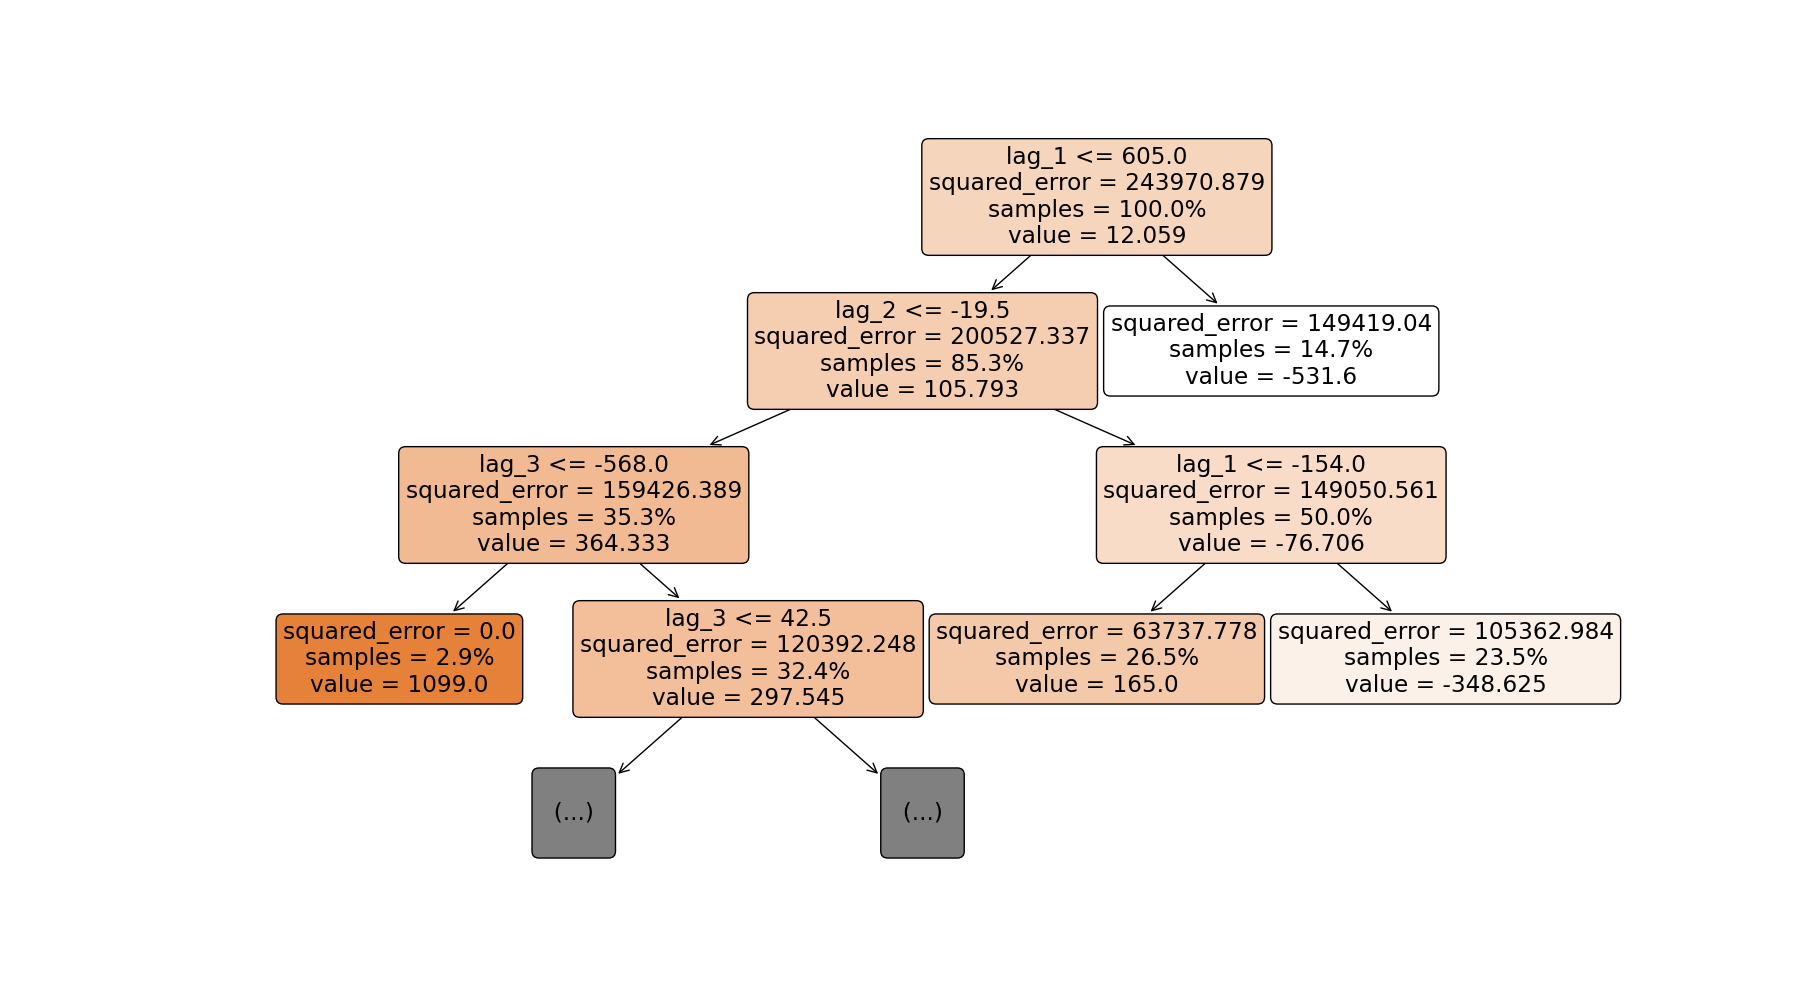 lag_1 <= 605.0
squared_error = 243970.879
samples = 100.0%
value = 12.059
lag_2 <= -19.5
squared_error = 200527.337
samples = 85.3%
value = 105.793
squared_error = 149419.04
samples = 14.7%
value = -531.6
lag_3 <= -568.0
squared_error = 159426.389
samples = 35.3%
value = 364.333
lag_1 <= -154.0
squared_error = 149050.561
samples = 50.0%
value = -76.706
squared_error = 0.0
samples = 2.9%
value = 1099.0
lag_3 <= 42.5
squared_error = 120392.248
samples = 32.4%
value = 297.545
squared_error = 63737.778
samples = 26.5%
value = 165.0
squared_error = 105362.984
samples = 23.5%
value = -348.625
(...)
(...)